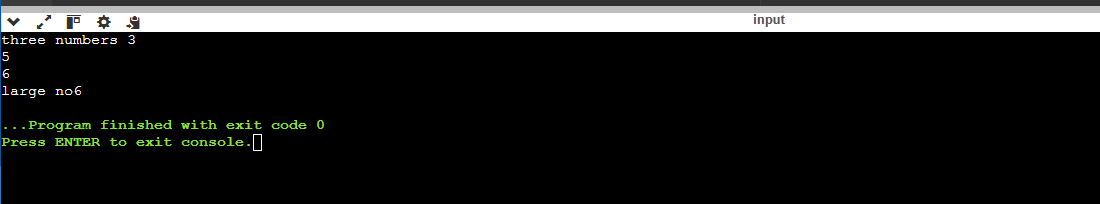 input
three numbers 3
5
6
large no6
...Program finished with exit code 0
Press ENTER to exit console.